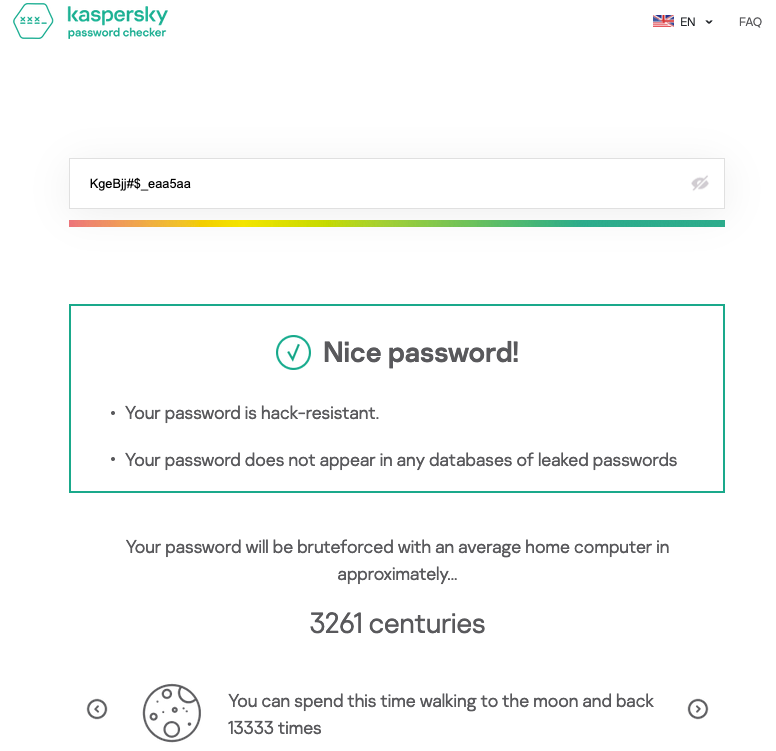 xxx_
kaspersky
password checker
EN
FAQ
KgeBjj#$_eaa5aa
Nice password!
• Your password is hack-resistant.
• Your password does not appear in any databases of leaked passwords
Your password will be bruteforced with an average home computer in
approximately...
3261 centuries
You can spend this time walking to the moon and back
13333 times